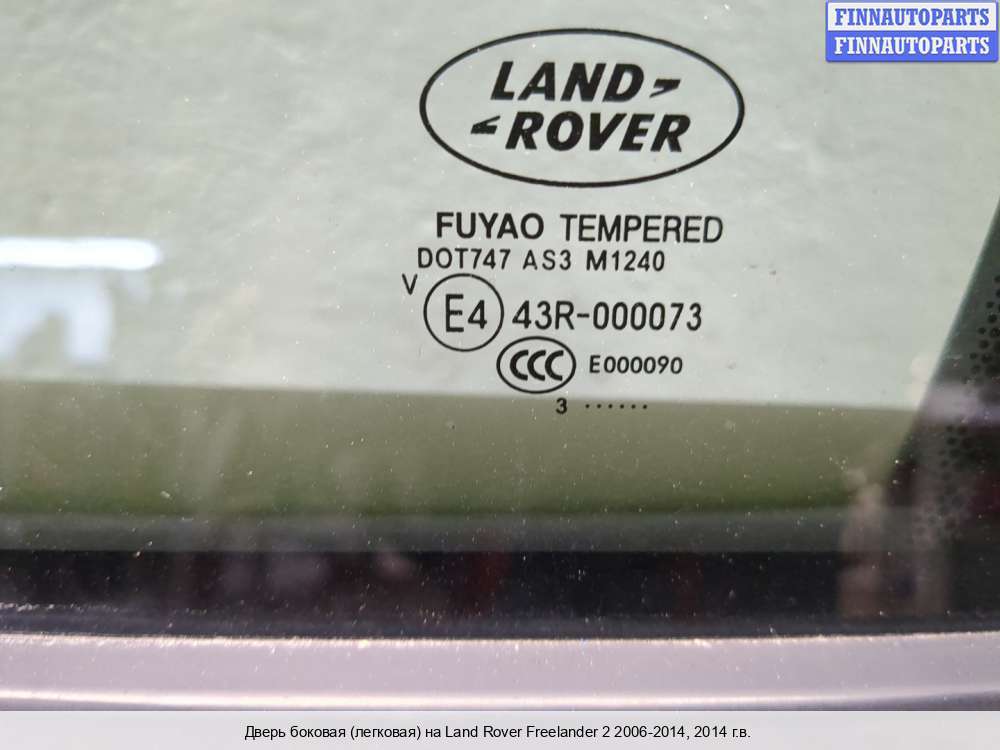 FINNAUTOPARTS
FINNAUTOPARTS
LAND
ROVER
FUYAO TEMPERED
DOT747 AS3 M1240
V
E4 43R-000073
CCC E000090
3 ......
Дверь боковая (легковая) на Land Rover Freelander 2 2006-2014, 2014 г.в.